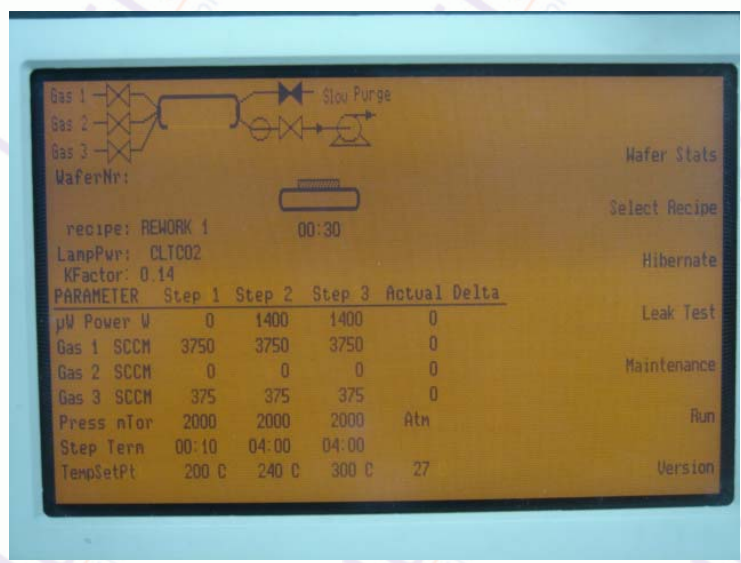 Gas 1
Slow Purge
Gas 2
Gas 3
Wafer Stats
WaferNr:
Select Recipe
recipe: REWORK 1
00:30
LampPwr: CLTC02
Hibernate
KFactor: 0.14
PARAMETER Step 1 Step 2 Step 3 Actual Delta
µW Power W 0 1400 1400 0
Leak Test
Gas 1 SCCM 3750 3750 3750 0
Gas 2 SCCM 0 0 0 0
Maintenance
Gas 3 SCCM 375 375 375 0
Press mTor 2000 2000 2000 Atm
Run
Step Term 00:10 04:00 04:00
TempSetPt 200 C 240 C 300 C 27
Version